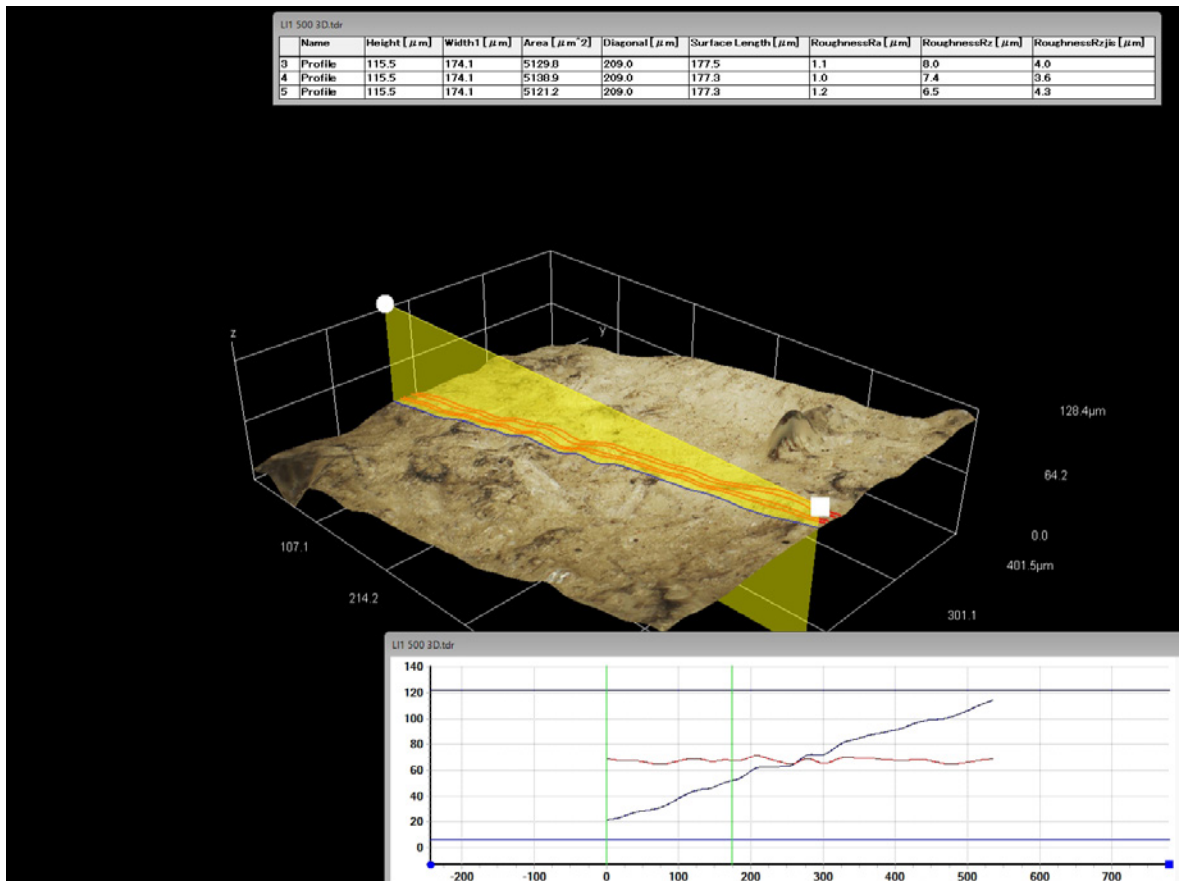 LI1 500 3D.tdr
Name Height [μm] Width1 [μm] Area [μm^2] Diagonal [μm] Surface Length [μm] RoughnessRa [μm] RoughnessRz [μm] RoughnessRzjis [μm]
3 Profile 115.5 174.1 5129.8 209.0 177.5 1.1 8.0 4.0
4 Profile 115.5 174.1 5138.9 209.0 177.3 1.0 7.4 3.6
5 Profile 115.5 174.1 5121.2 209.0 177.3 1.2 6.5 4.3
z
y
128.4μm
64.2
0.0
401.5μm
301.1
107.1
214.2
LI1 500 3D.tdr
140
120
100
80
60
40
20
0
-200 -100 0 100 200 300 400 500 600 700